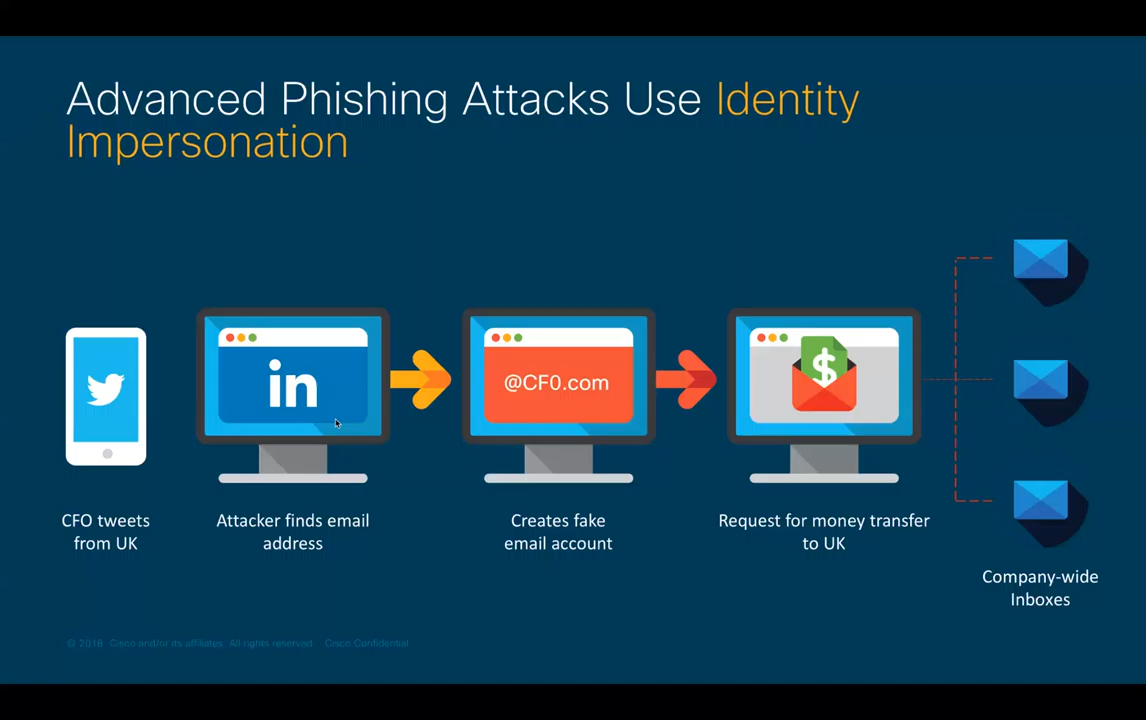 Advanced Phishing Attacks Use Identity
Impersonation
in
@CF0.com
$
CFO tweets
from UK
Attacker finds email
address
Creates fake
email account
Request for money transfer
to UK
Company-wide
Inboxes
© 2018 Cisco and/or its affiliates. All rights reserved. Cisco Confidential